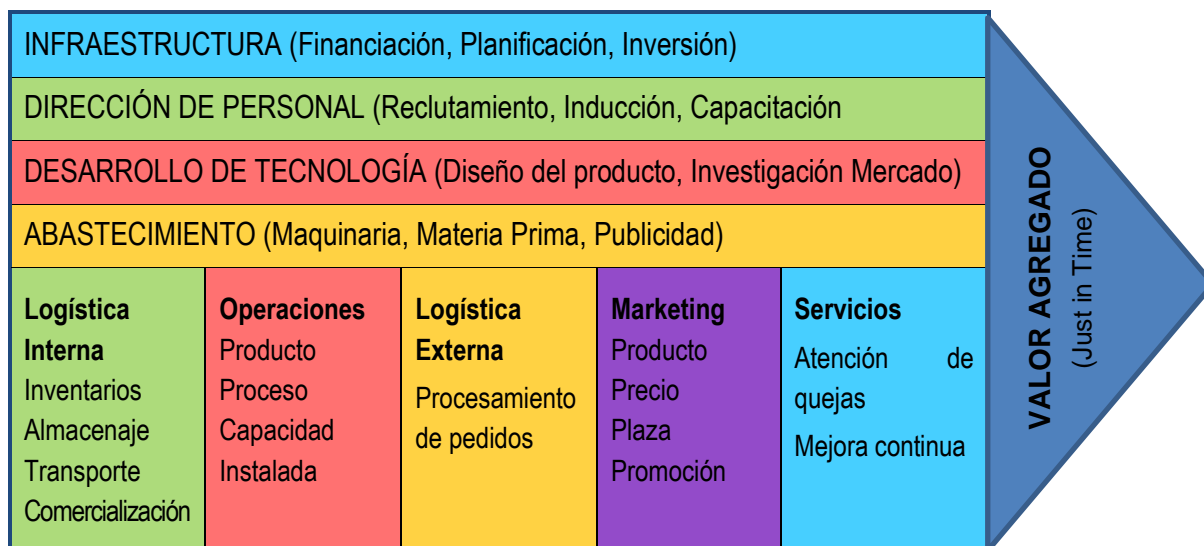 INFRAESTRUCTURA (Financiación, Planificación, Inversión)
DIRECCIÓN DE PERSONAL (Reclutamiento, Inducción, Capacitación
DESARROLLO DE TECNOLOGÍA (Diseño del producto, Investigación Mercado)
ABASTECIMIENTO (Maquinaria, Materia Prima, Publicidad)
Logística
Interna
Inventarios
Almacenaje
Transporte
Comercialización
Operaciones
Producto
Proceso
Capacidad
Instalada
Logística
Externa
Procesamiento
de pedidos
Marketing
Producto
Precio
Plaza
Promoción
Servicios
Atención de
quejas
Mejora continua
VALOR AGREGADO
(Just in Time)